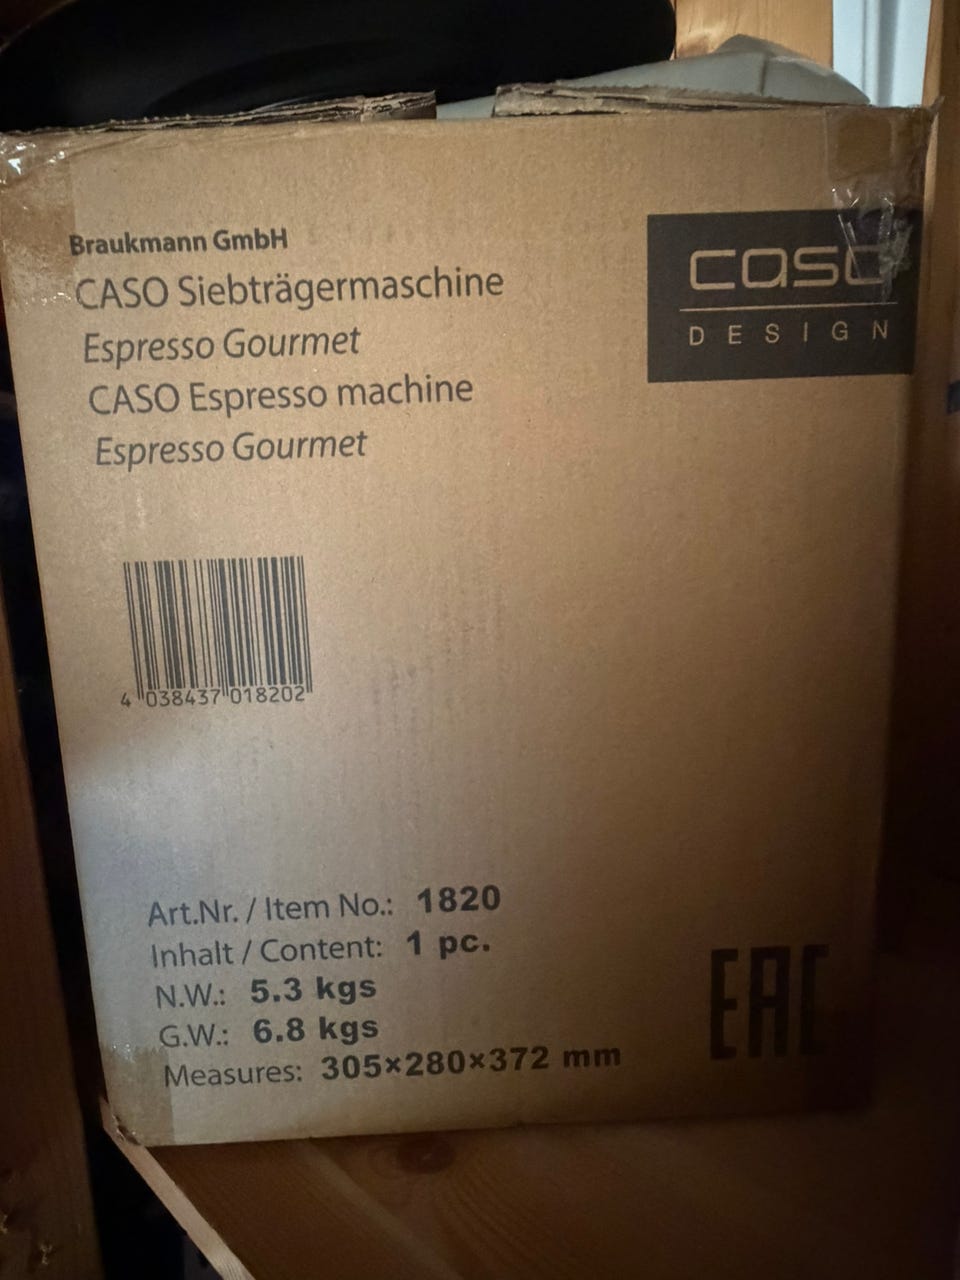 Braukmann GmbH
CASO Siebträgermaschine
Espresso Gourmet
CASO Espresso machine
Espresso Gourmet
caso
DESIGN
4 038437 018202
Art.Nr. / Item No.: 1820
Inhalt / Content: 1 pc.
N.W.: 5.3 kgs
G.W.: 6.8 kgs
Measures: 305×280×372 mm
EAC